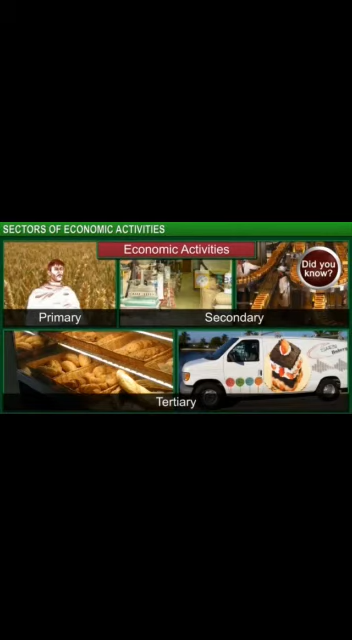 SECTORS OF ECONOMIC ACTIVITIES
Economic Activities
Did you
know?
Primary
Secondary
Tertiary